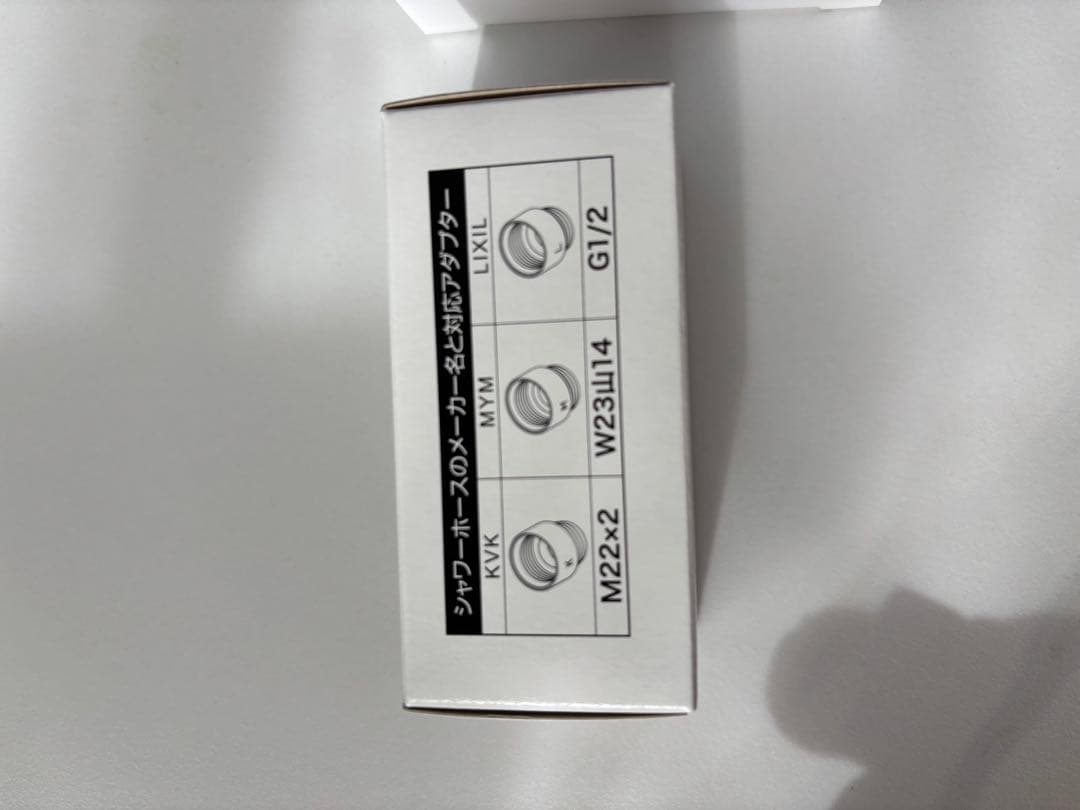 シャワーホースのメーカー名と対応アダプター
KVK MYM LIXIL
K M L
M22×2 W23山14 G1/2